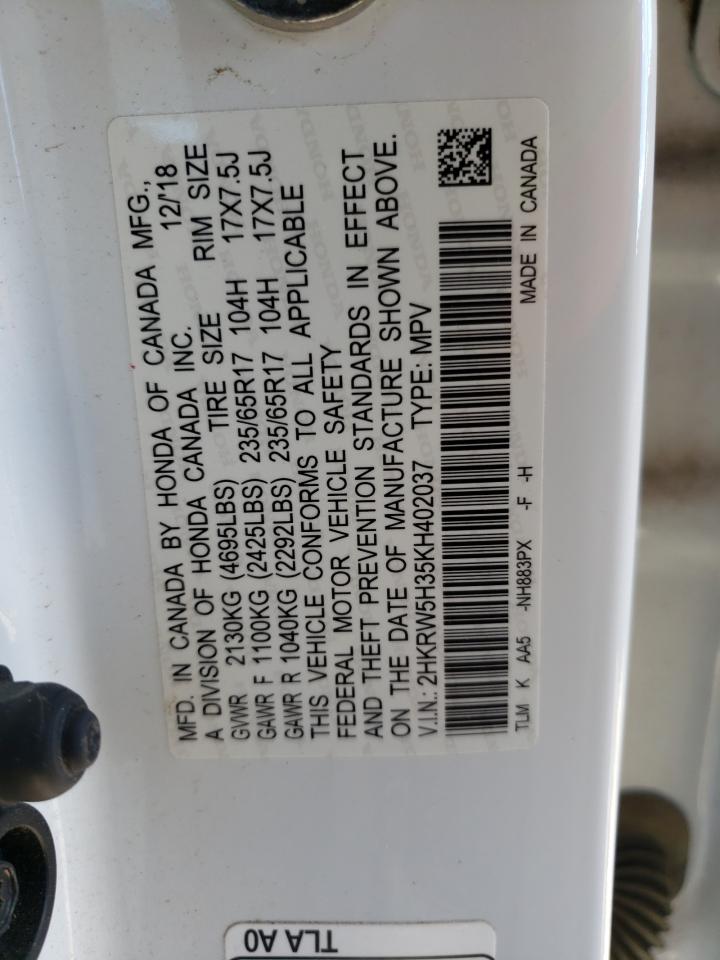 MFD. IN CANADA BY HONDA OF CANADA MFG.,
A DIVISION OF HONDA CANADA INC. 12/'18
GVWR 2130KG (4695LBS) TIRE SIZE RIM SIZE
GAWR F 1100KG (2425LBS) 235/65R17 104H 17X7.5J
GAWR R 1040KG (2292LBS) 235/65R17 104H 17X7.5J
THIS VEHICLE CONFORMS TO ALL APPLICABLE
FEDERAL MOTOR VEHICLE SAFETY
AND THEFT PREVENTION STANDARDS IN EFFECT
ON THE DATE OF MANUFACTURE SHOWN ABOVE.
V.I.N.: 2HKRW5H35KH402037 TYPE: MPV
TLM K AA5 -NH883PX -F -H MADE IN CANADA
TLA A0